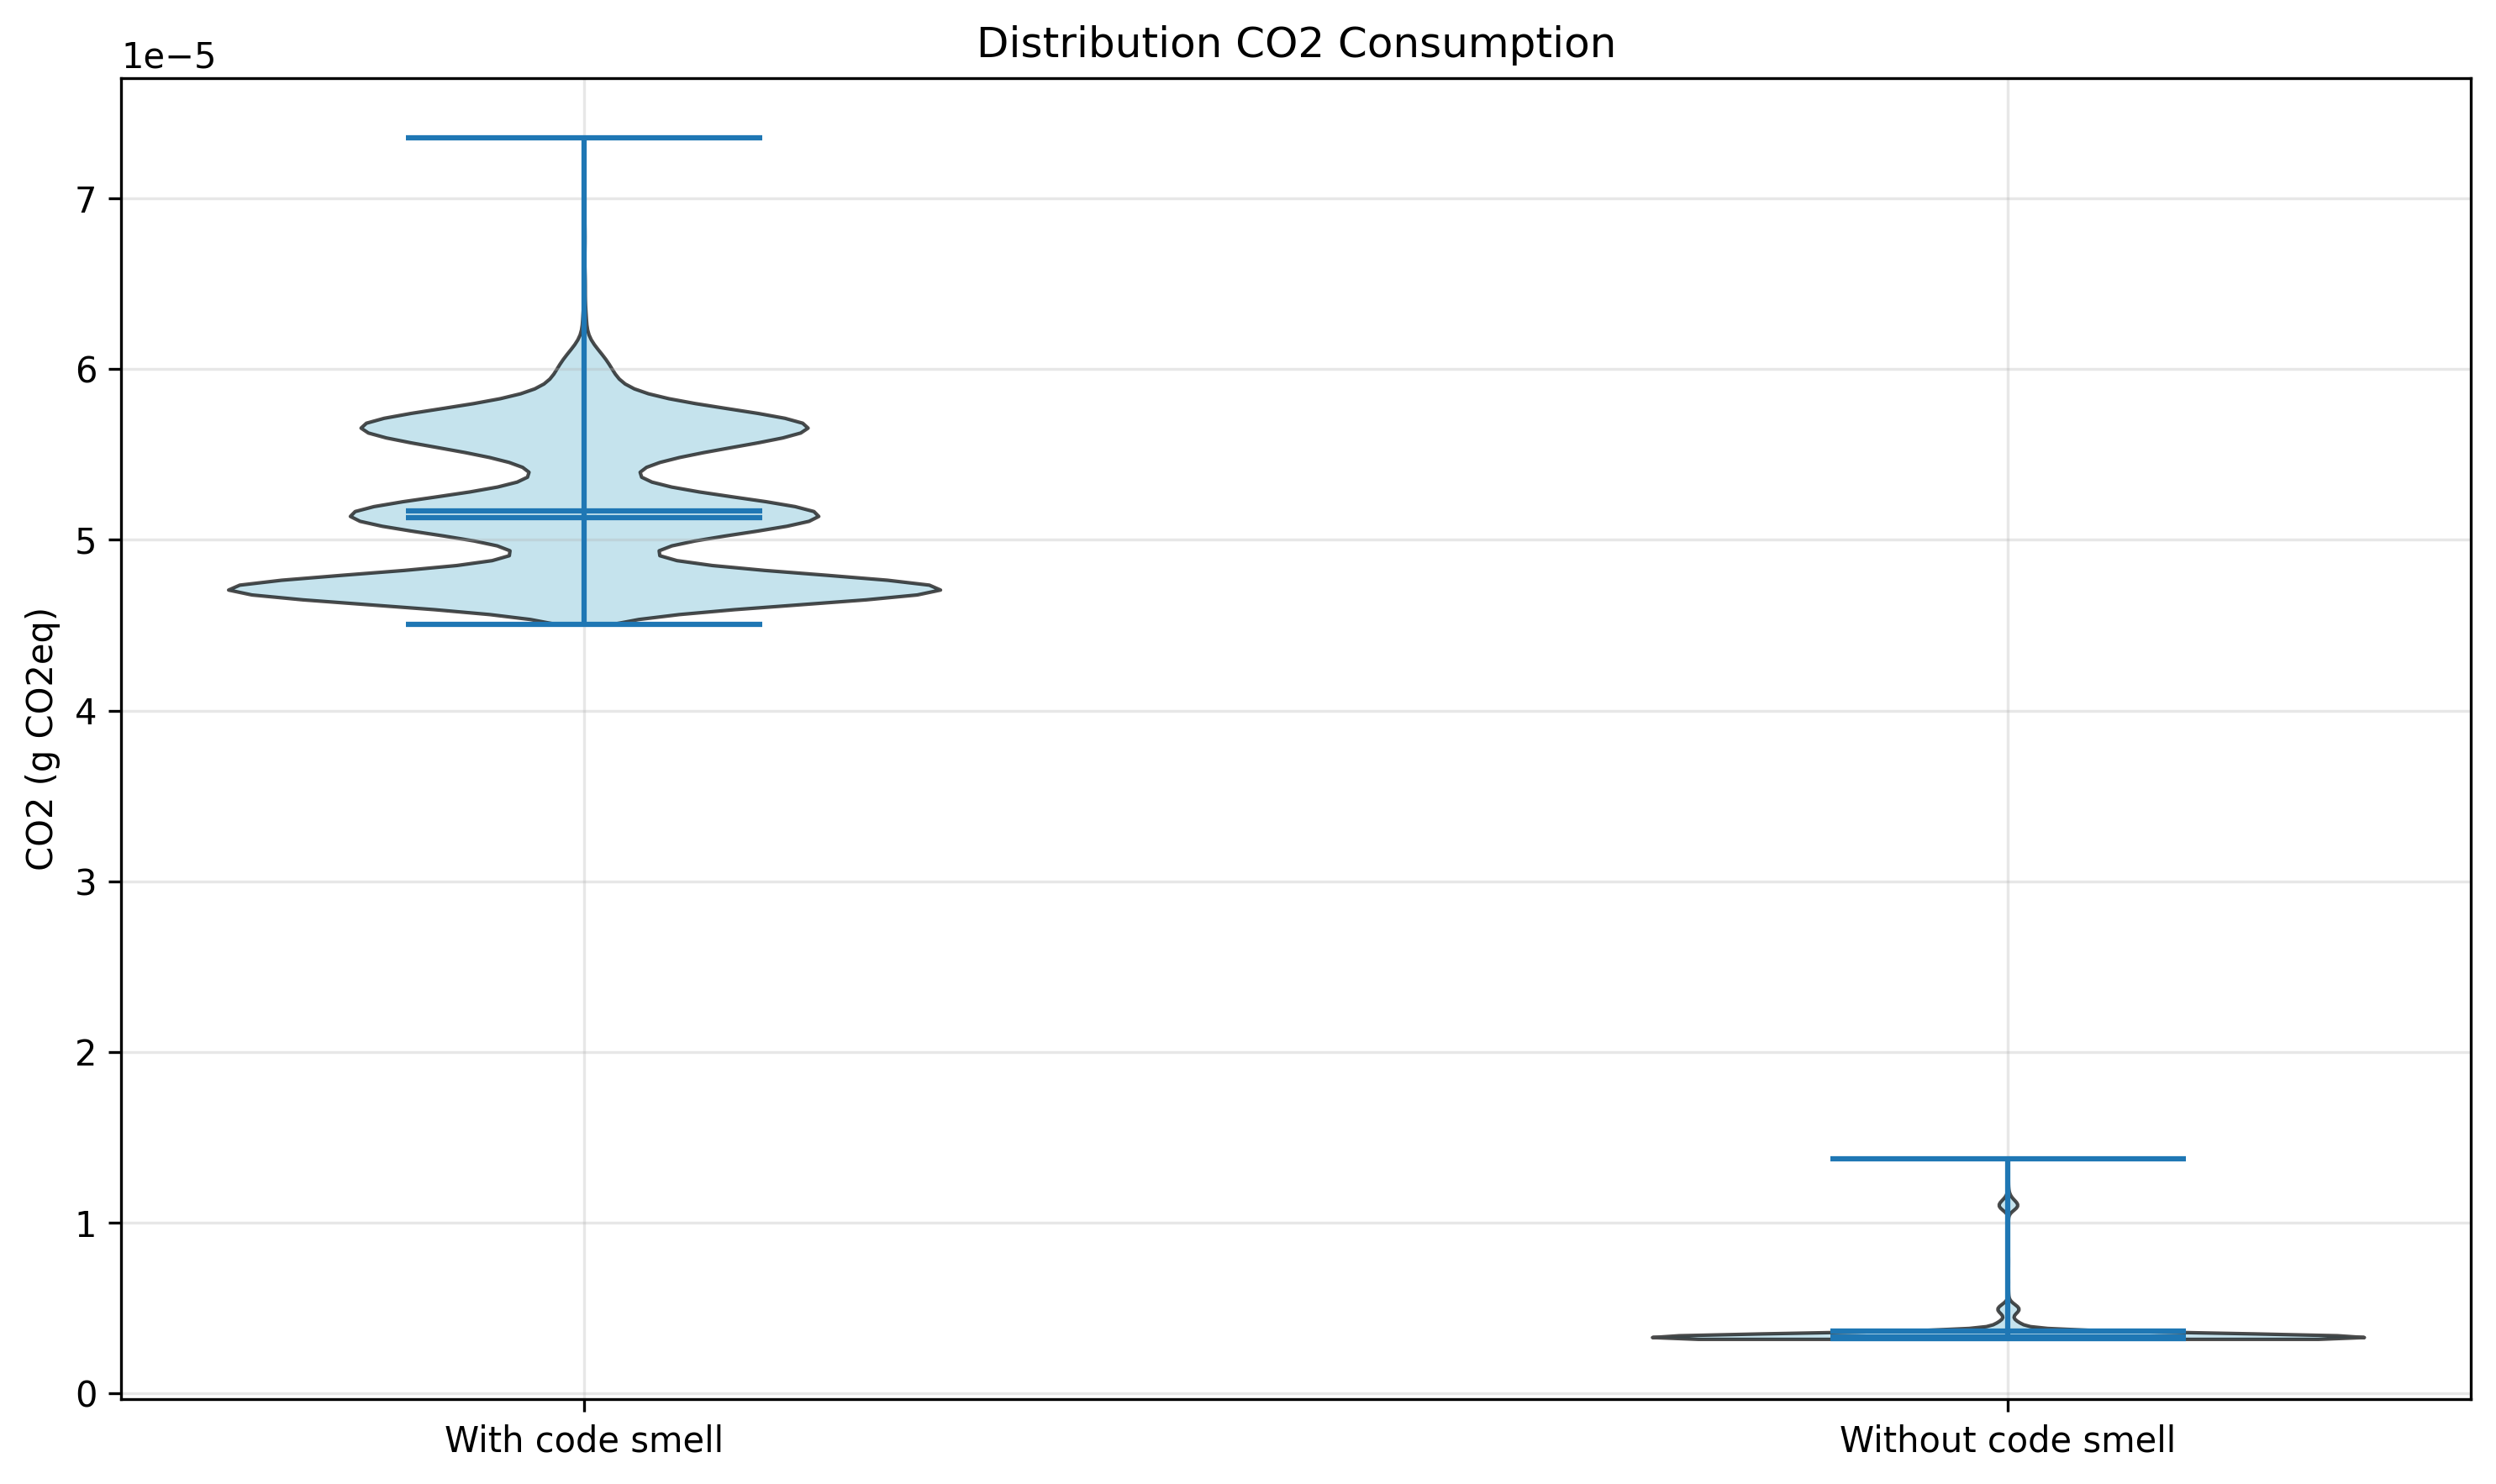 Distribution CO2 Consumption
1e−5
7
6
5
4
3
2
1
0
CO2 (g CO2eq)
With code smell
Without code smell